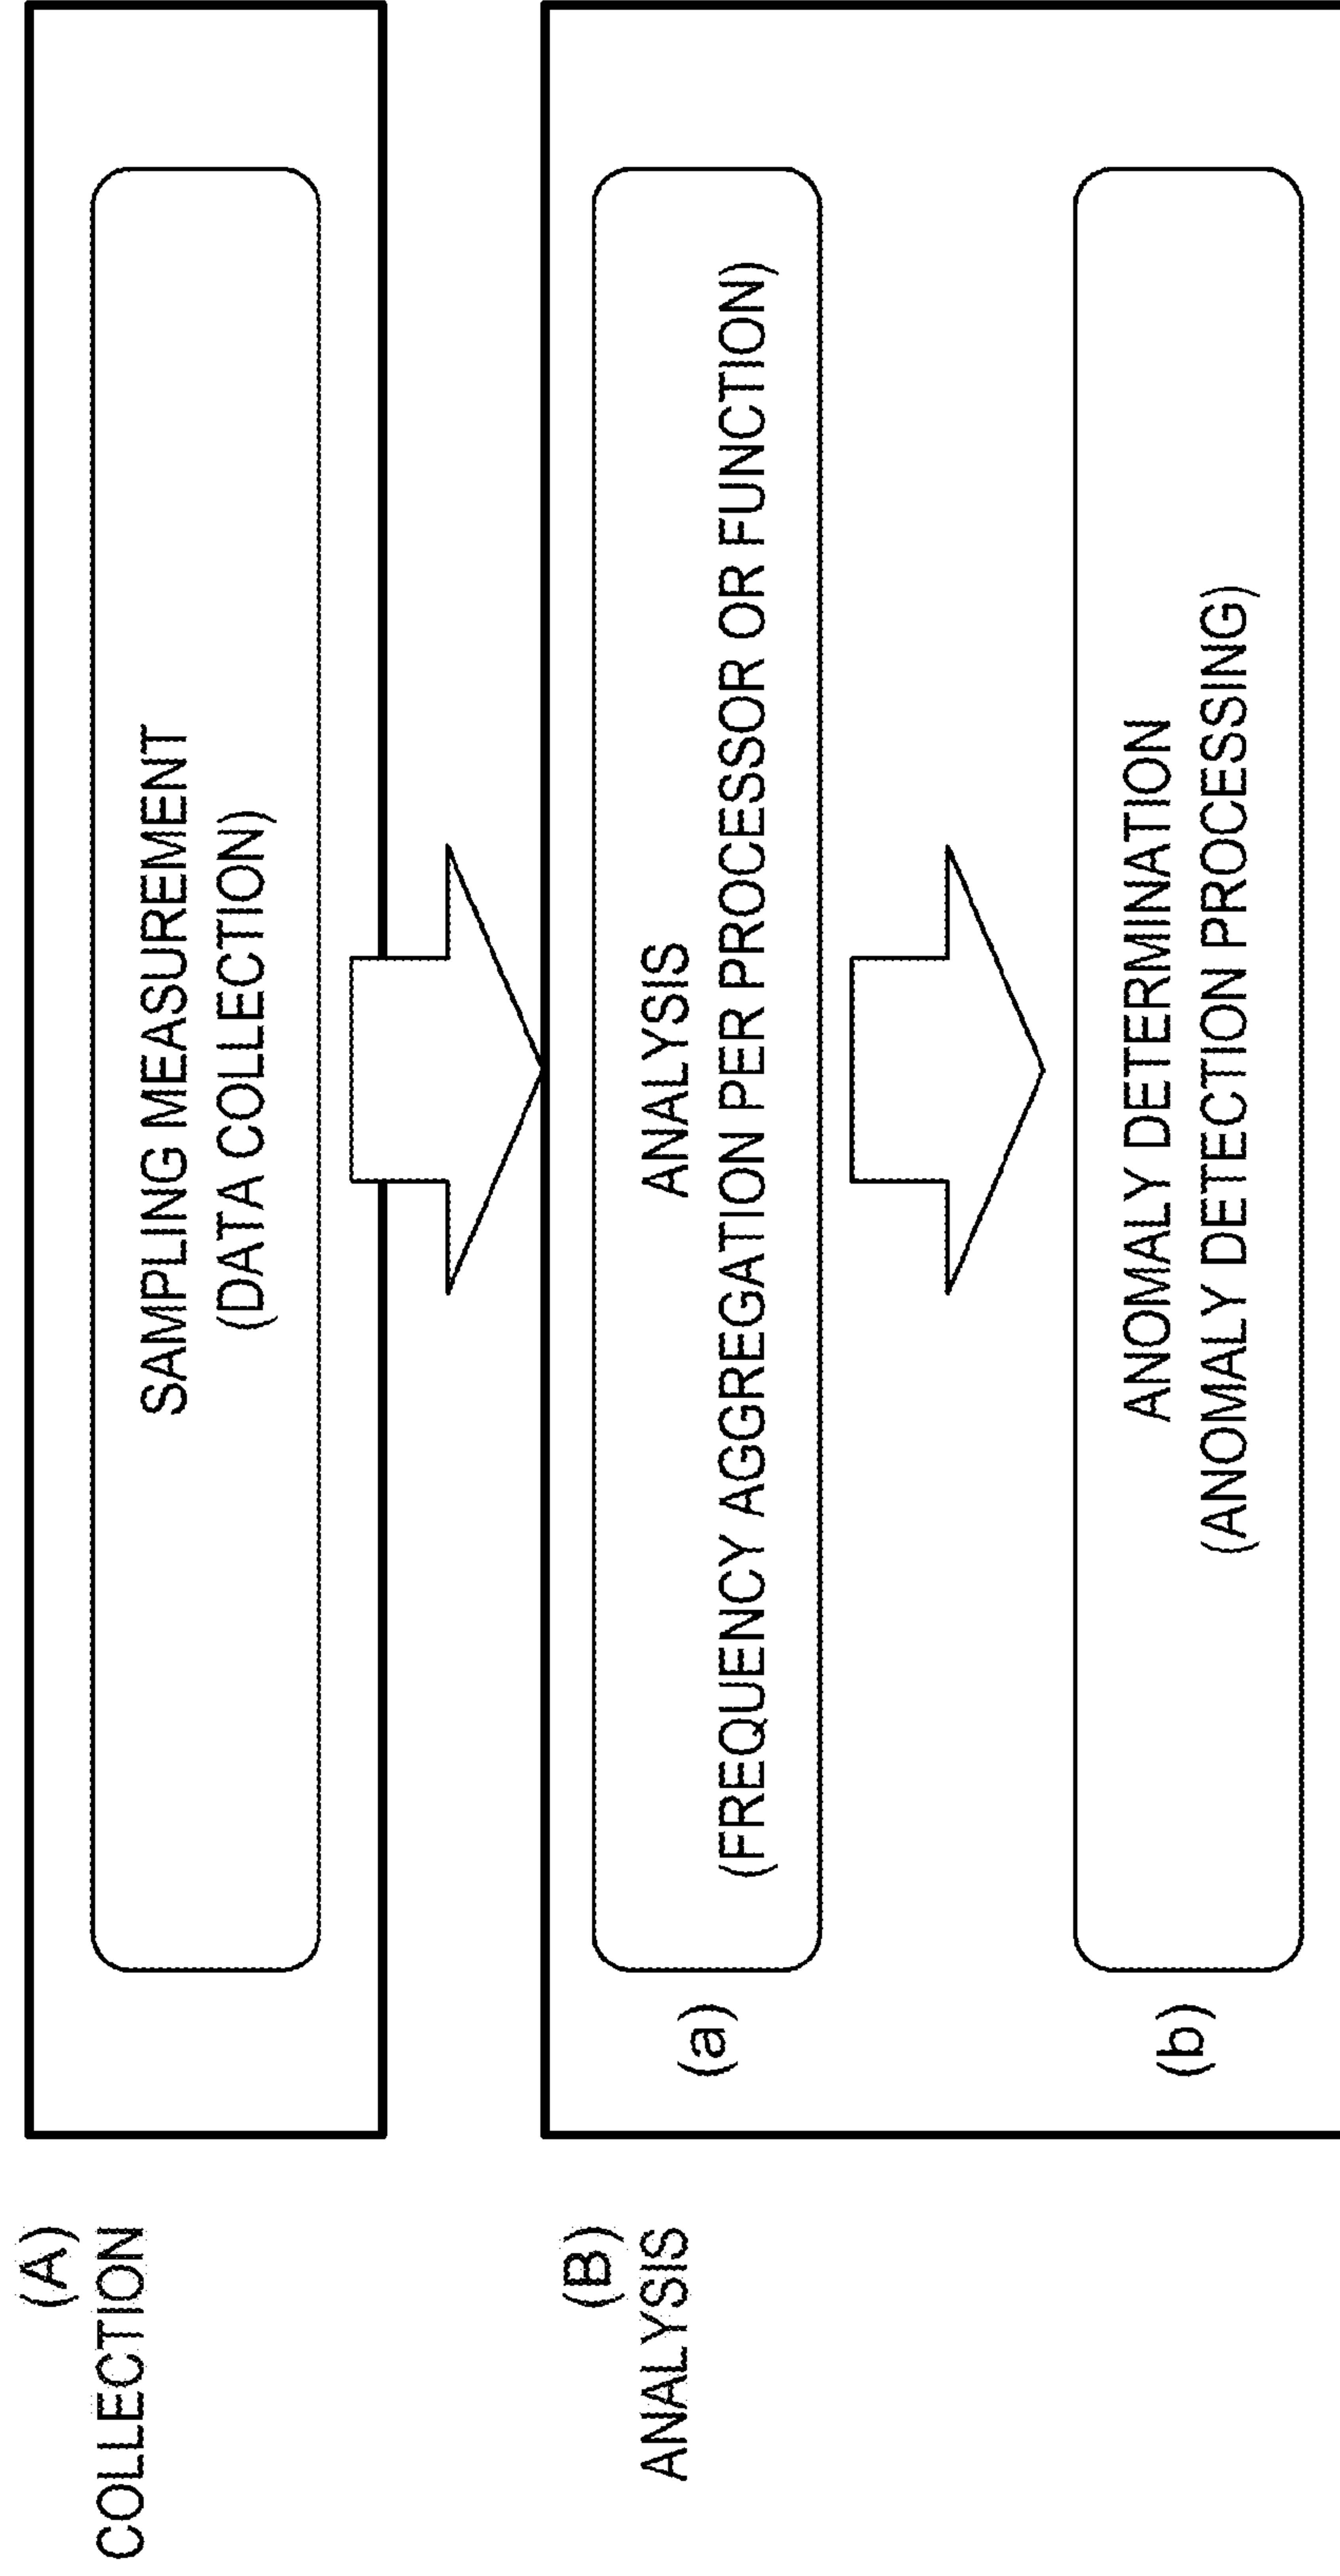 (A)
COLLECTION
SAMPLING MEASUREMENT
(DATA COLLECTION)
(B)
ANALYSIS
(a)
ANALYSIS
(FREQUENCY AGGREGATION PER PROCESSOR OR FUNCTION)
(b)
ANOMALY DETERMINATION
(ANOMALY DETECTION PROCESSING)